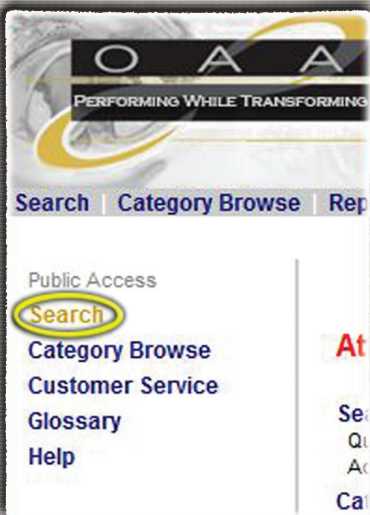 O A A
PERFORMING WHILE TRANSFORMING
Search | Category Browse | Rep
Public Access
Search
Category Browse
Customer Service
Glossary
Help
At
Sea
Qu
Ac
Cat